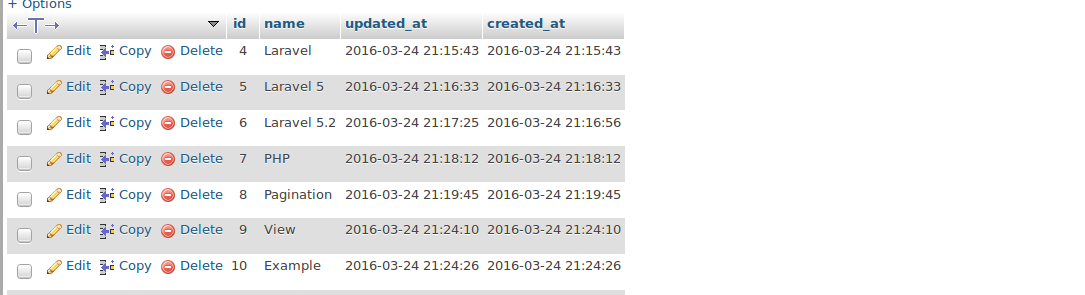 + Options
←T→ id name updated_at created_at
Edit Copy Delete 4 Laravel 2016-03-24 21:15:43 2016-03-24 21:15:43
Edit Copy Delete 5 Laravel 5 2016-03-24 21:16:33 2016-03-24 21:16:33
Edit Copy Delete 6 Laravel 5.2 2016-03-24 21:17:25 2016-03-24 21:16:56
Edit Copy Delete 7 PHP 2016-03-24 21:18:12 2016-03-24 21:18:12
Edit Copy Delete 8 Pagination 2016-03-24 21:19:45 2016-03-24 21:19:45
Edit Copy Delete 9 View 2016-03-24 21:24:10 2016-03-24 21:24:10
Edit Copy Delete 10 Example 2016-03-24 21:24:26 2016-03-24 21:24:26